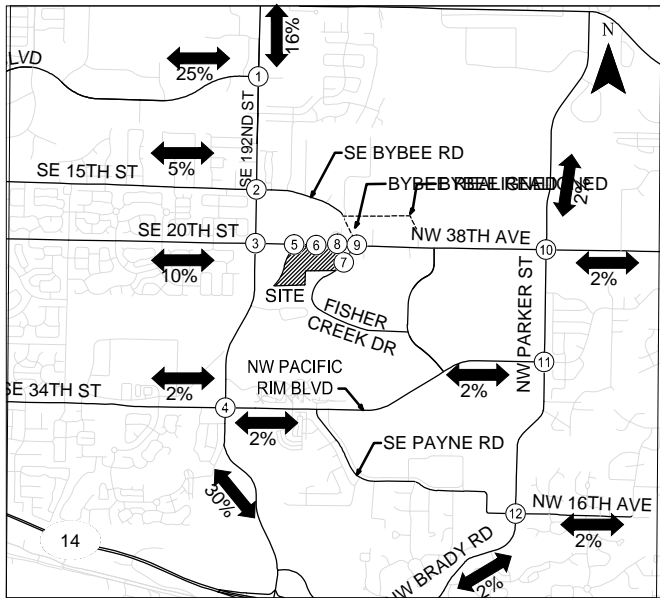 16%
LVD
25%
1
N
SE 192ND ST
SE BYBEE RD
5%
SE 15TH ST
2
2%
SE 20TH ST
3
5
6
8
9
7
NW 38TH AVE
10
10%
2%
SITE
FISHER
CREEK DR
NW PARKER ST
NW PACIFIC
RIM BLVD
11
2%
2%
SE 34TH ST
4
2%
SE PAYNE RD
30%
12
NW 16TH AVE
2%
14
NW BRADY RD
2%